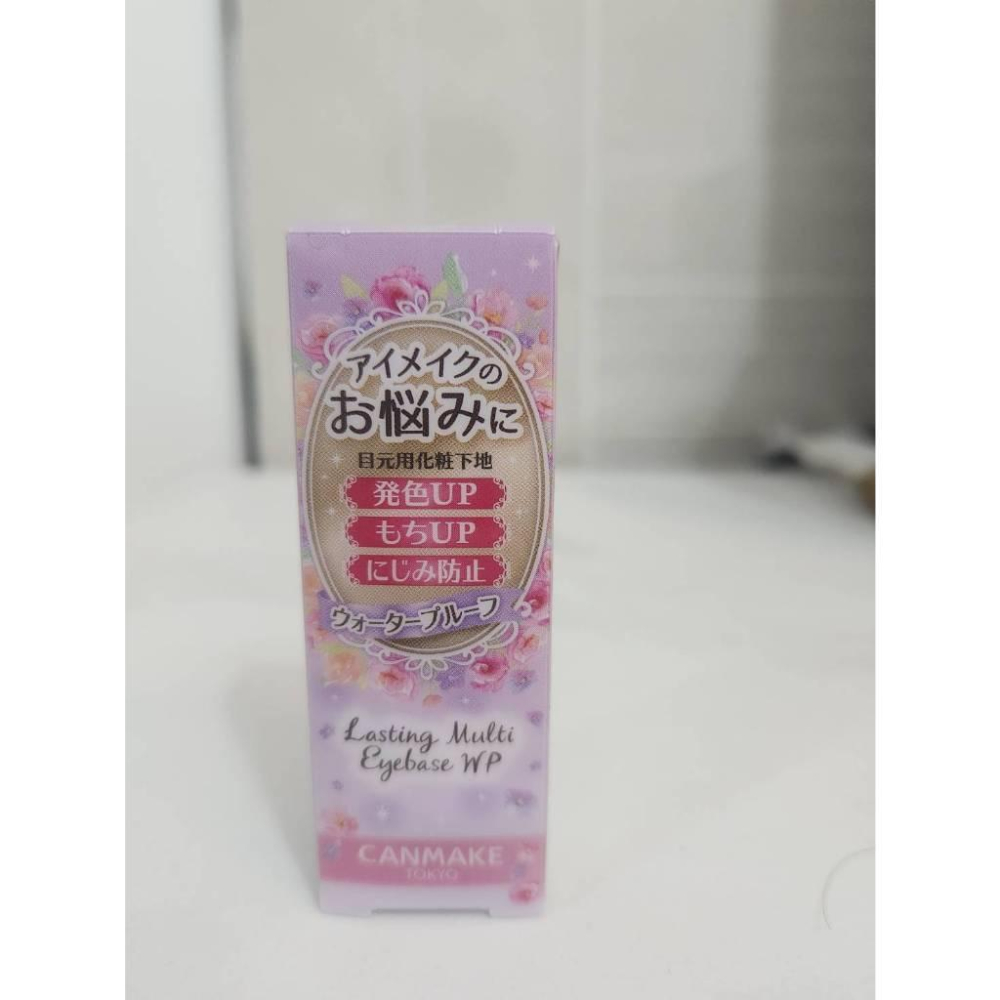 アイメイクの
お悩みに
目元用化粧下地
発色UP
もちUP
にじみ防止
ウォータープルーフ
Lasting Multi
Eyebase WP
CANMAKE
TOKYO